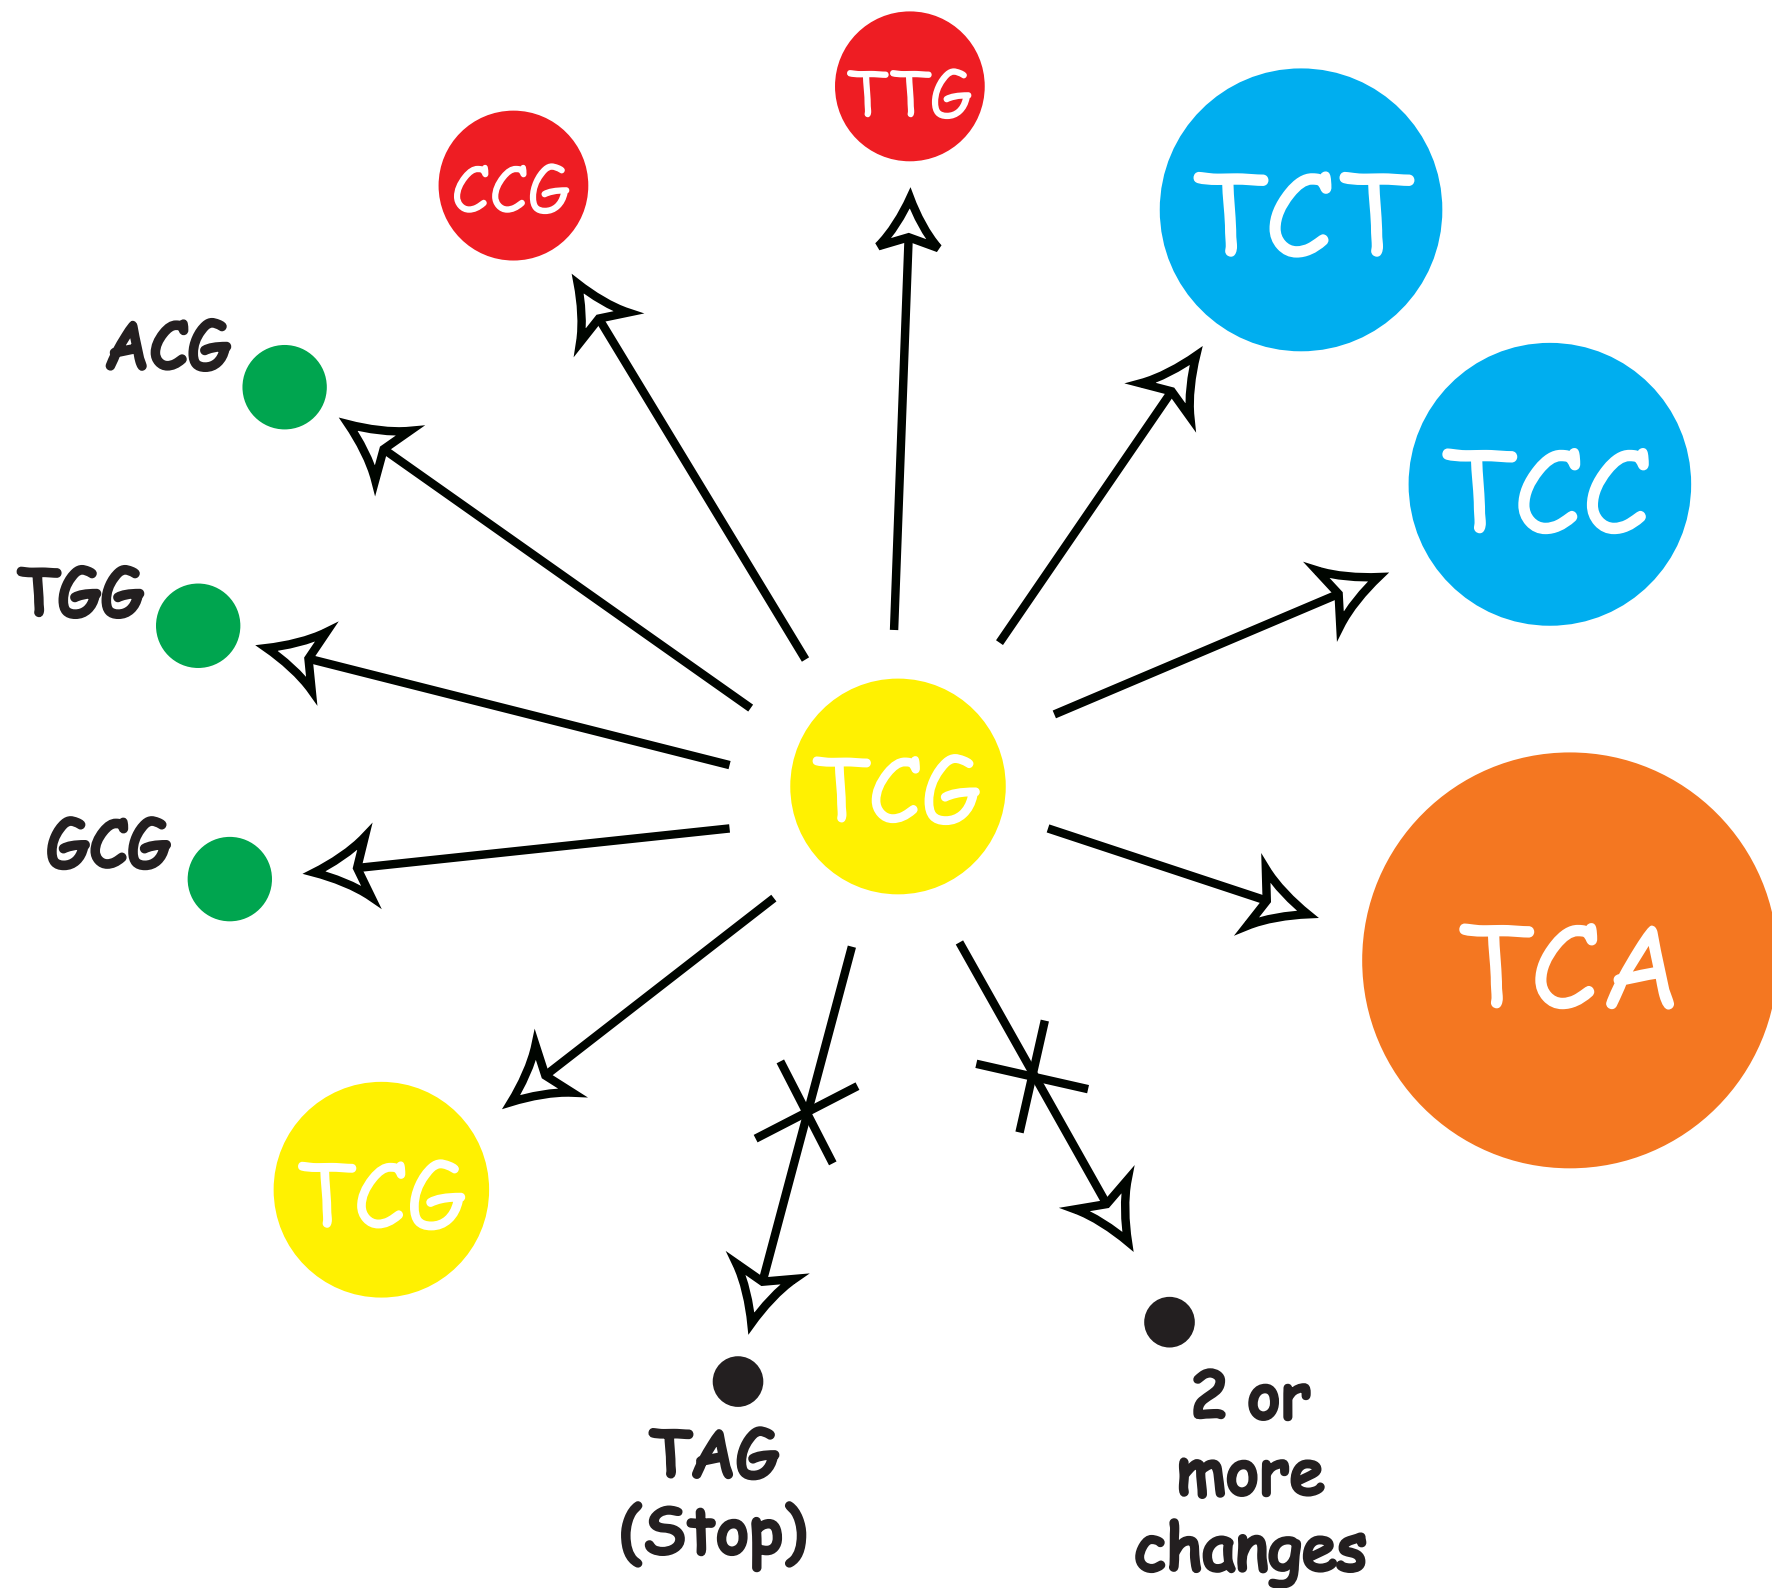 TTG
CCG
TCT
ACG
TCC
TGG
TCG
GCG
TCA
TCG
TAG
(Stop)
2 or
more
changes